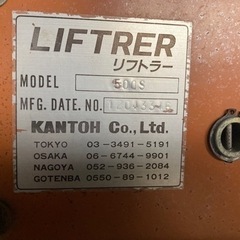 LIFTRER
リフトラー
MODEL 500S
MFG. DATE. NO.
KANTOH Co., Ltd.
TOKYO 03-3491-5191
OSAKA 06-6744-9901
NAGOYA 052-936-2084
GOTENBA 0550-89-1012